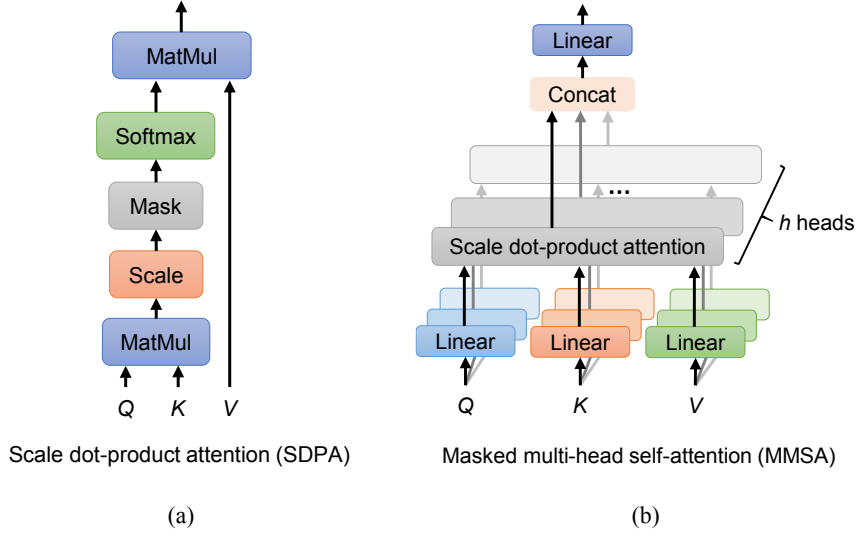 MatMul
Softmax
Mask
Scale
MatMul
Q K V
Scale dot-product attention (SDPA)
(a)
Linear
Concat
...
h heads
Scale dot-product attention
Linear Linear Linear
Q K V
Masked multi-head self-attention (MMSA)
(b)